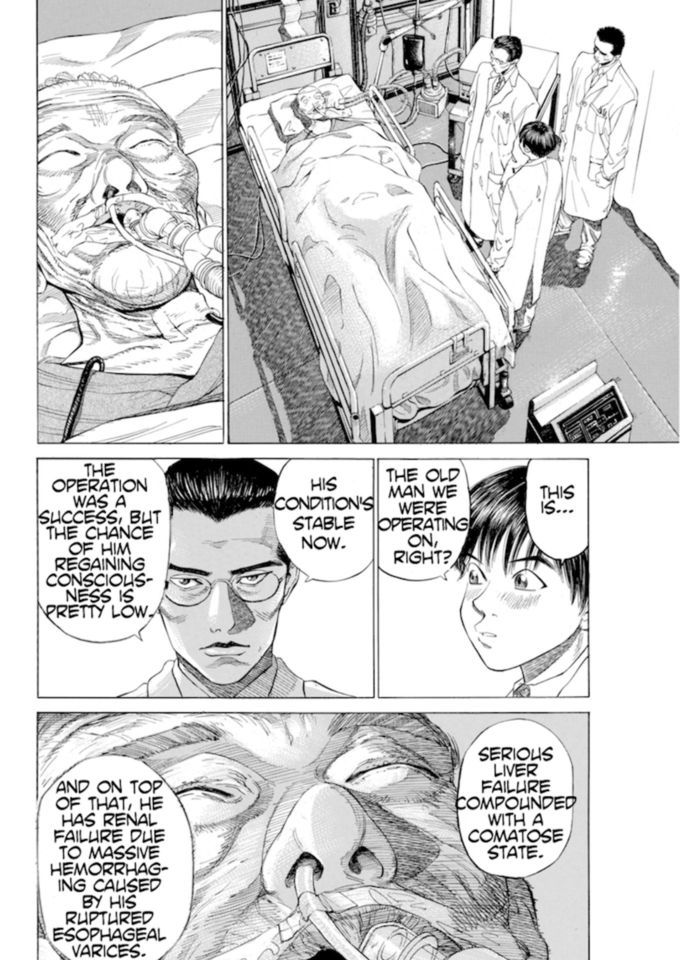 THIS
IS...
THE OLD
MAN WE
WERE
OPERATING
ON,
RIGHT?
HIS
CONDITION'S
STABLE
NOW.
THE
OPERATION
WAS A
SUCCESS, BUT
THE CHANCE
OF HIM
REGAINING
CONSCIOUS-
NESS IS
PRETTY LOW.
SERIOUS
LIVER
FAILURE
COMPOUNDED
WITH A
COMATOSE
STATE.
AND ON TOP
OF THAT, HE
HAS RENAL
FAILURE DUE
TO MASSIVE
HEMORRHAG-
ING CAUSED
BY HIS
RUPTURED
ESOPHAGEAL
VARICES.